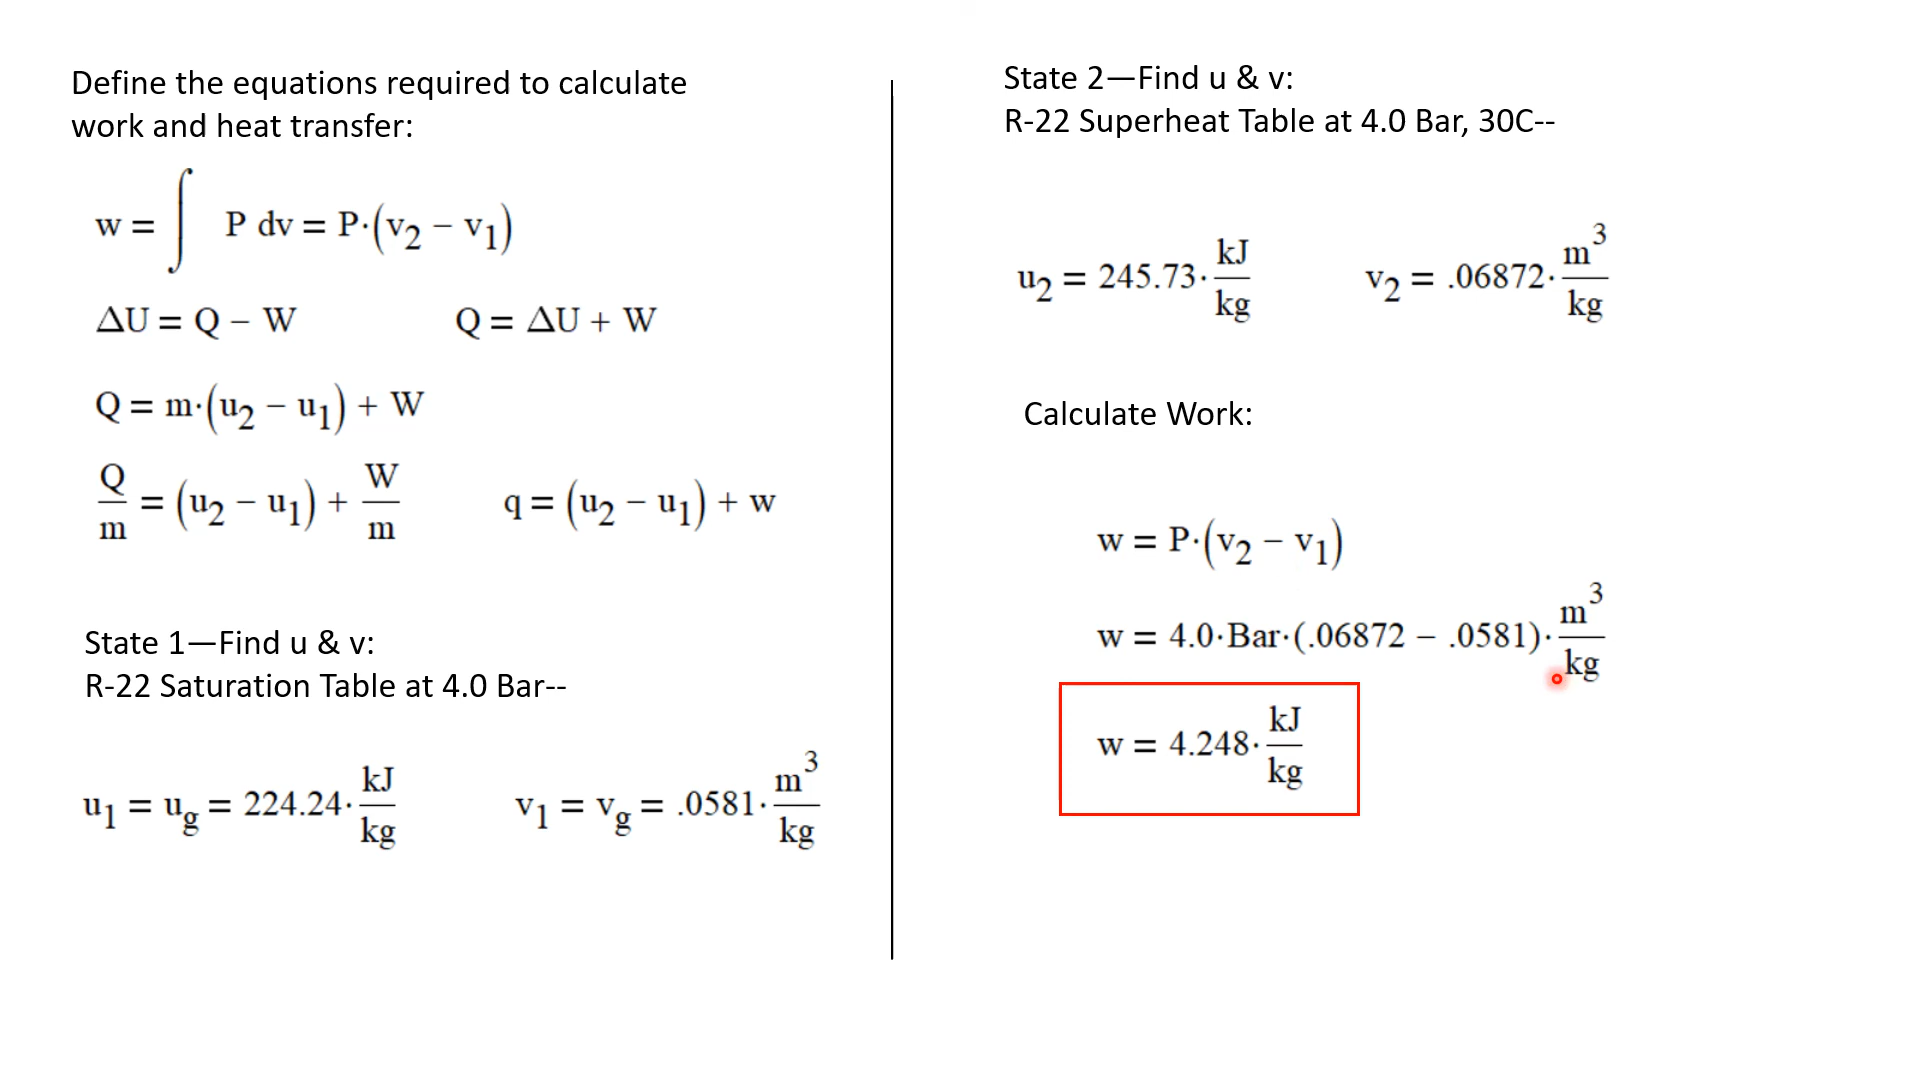 Define the equations required to calculate
work and heat transfer:
w = ∫ P dv = P·(v₂ − v₁)
ΔU = Q − W    Q = ΔU + W
Q = m·(u₂ − u₁) + W
Q/m = (u₂ − u₁) + W/m    q = (u₂ − u₁) + w
State 1—Find u & v:
R-22 Saturation Table at 4.0 Bar--
u₁ = u_g = 224.24· kJ/kg    v₁ = v_g = .0581· m³/kg
State 2—Find u & v:
R-22 Superheat Table at 4.0 Bar, 30C--
u₂ = 245.73· kJ/kg    v₂ = .06872· m³/kg
Calculate Work:
w = P·(v₂ − v₁)
w = 4.0·Bar·(.06872 − .0581)· m³/kg
w = 4.248· kJ/kg